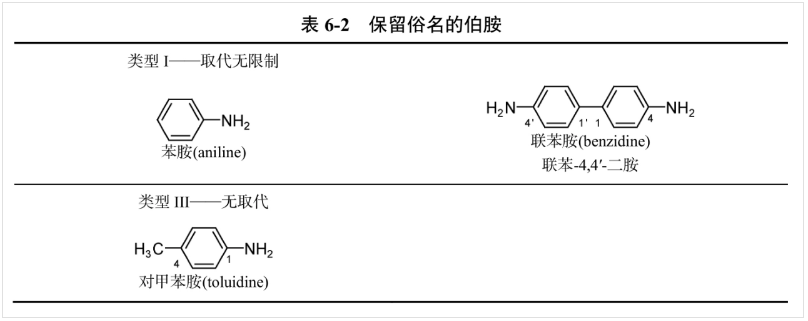 表 6-2 保留俗名的伯胺
类型 I——取代无限制
NH₂
苯胺(aniline)
H₂N 4' 1' 1 4 NH₂
联苯胺(benzidine)
联苯-4,4′-二胺
类型 III——无取代
H₃C 4 1 NH₂
对甲苯胺(toluidine)